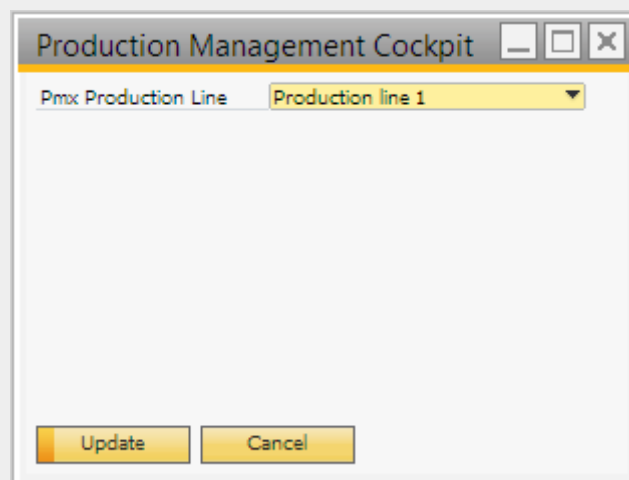 Production Management Cockpit
Pmx Production Line Production line 1
Update Cancel